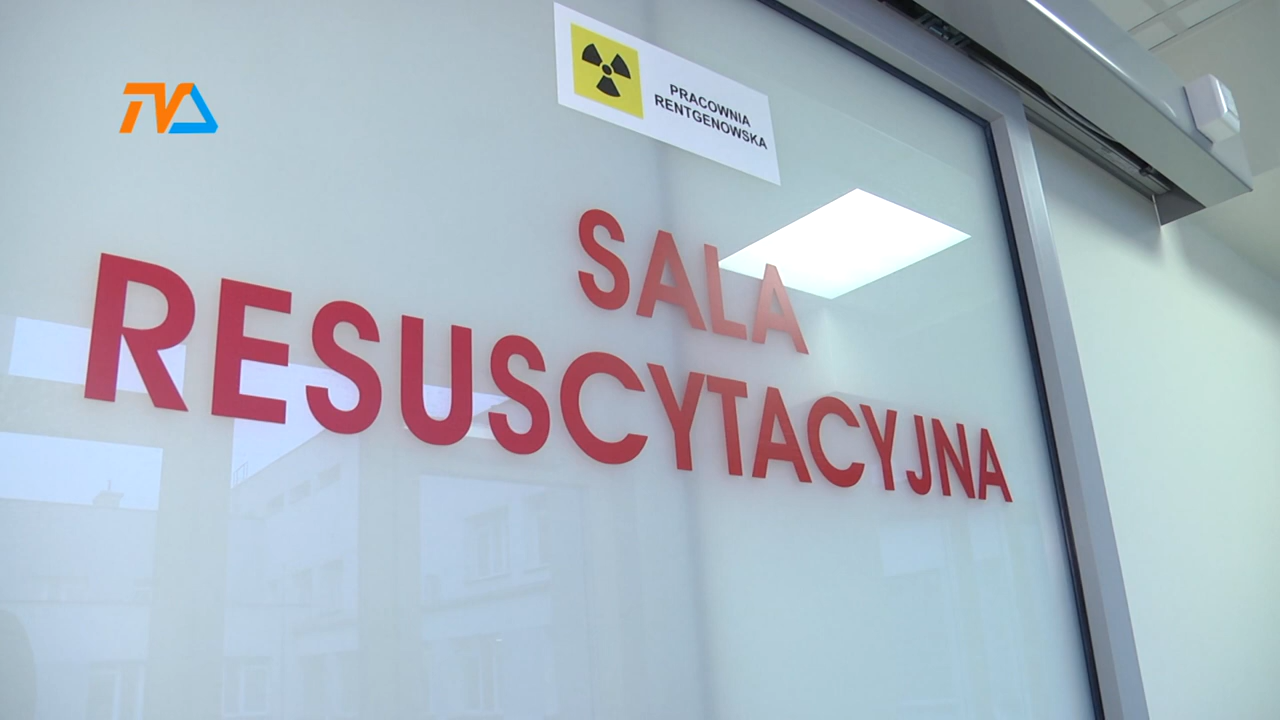 TVA
PRACOWNIA
RENTGENOWSKA
SALA
RESUSCYTACYJNA